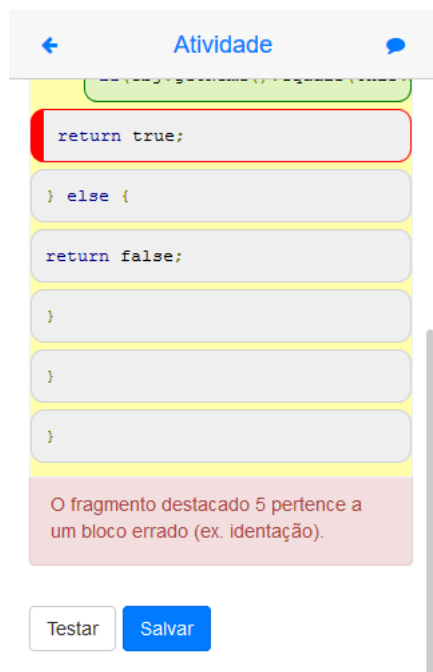 Atividade
return true;
} else {
return false;
}
}
}
O fragmento destacado 5 pertence a
um bloco errado (ex. identação).
Testar
Salvar